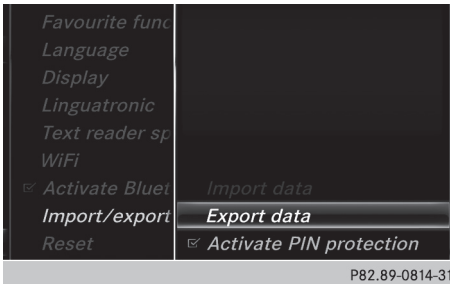 Favourite func
Language
Display
Linguatronic
Text reader sp
WiFi
Activate Bluet
Import/export
Reset
Import data
Export data
Activate PIN protection
P82.89-0814-31